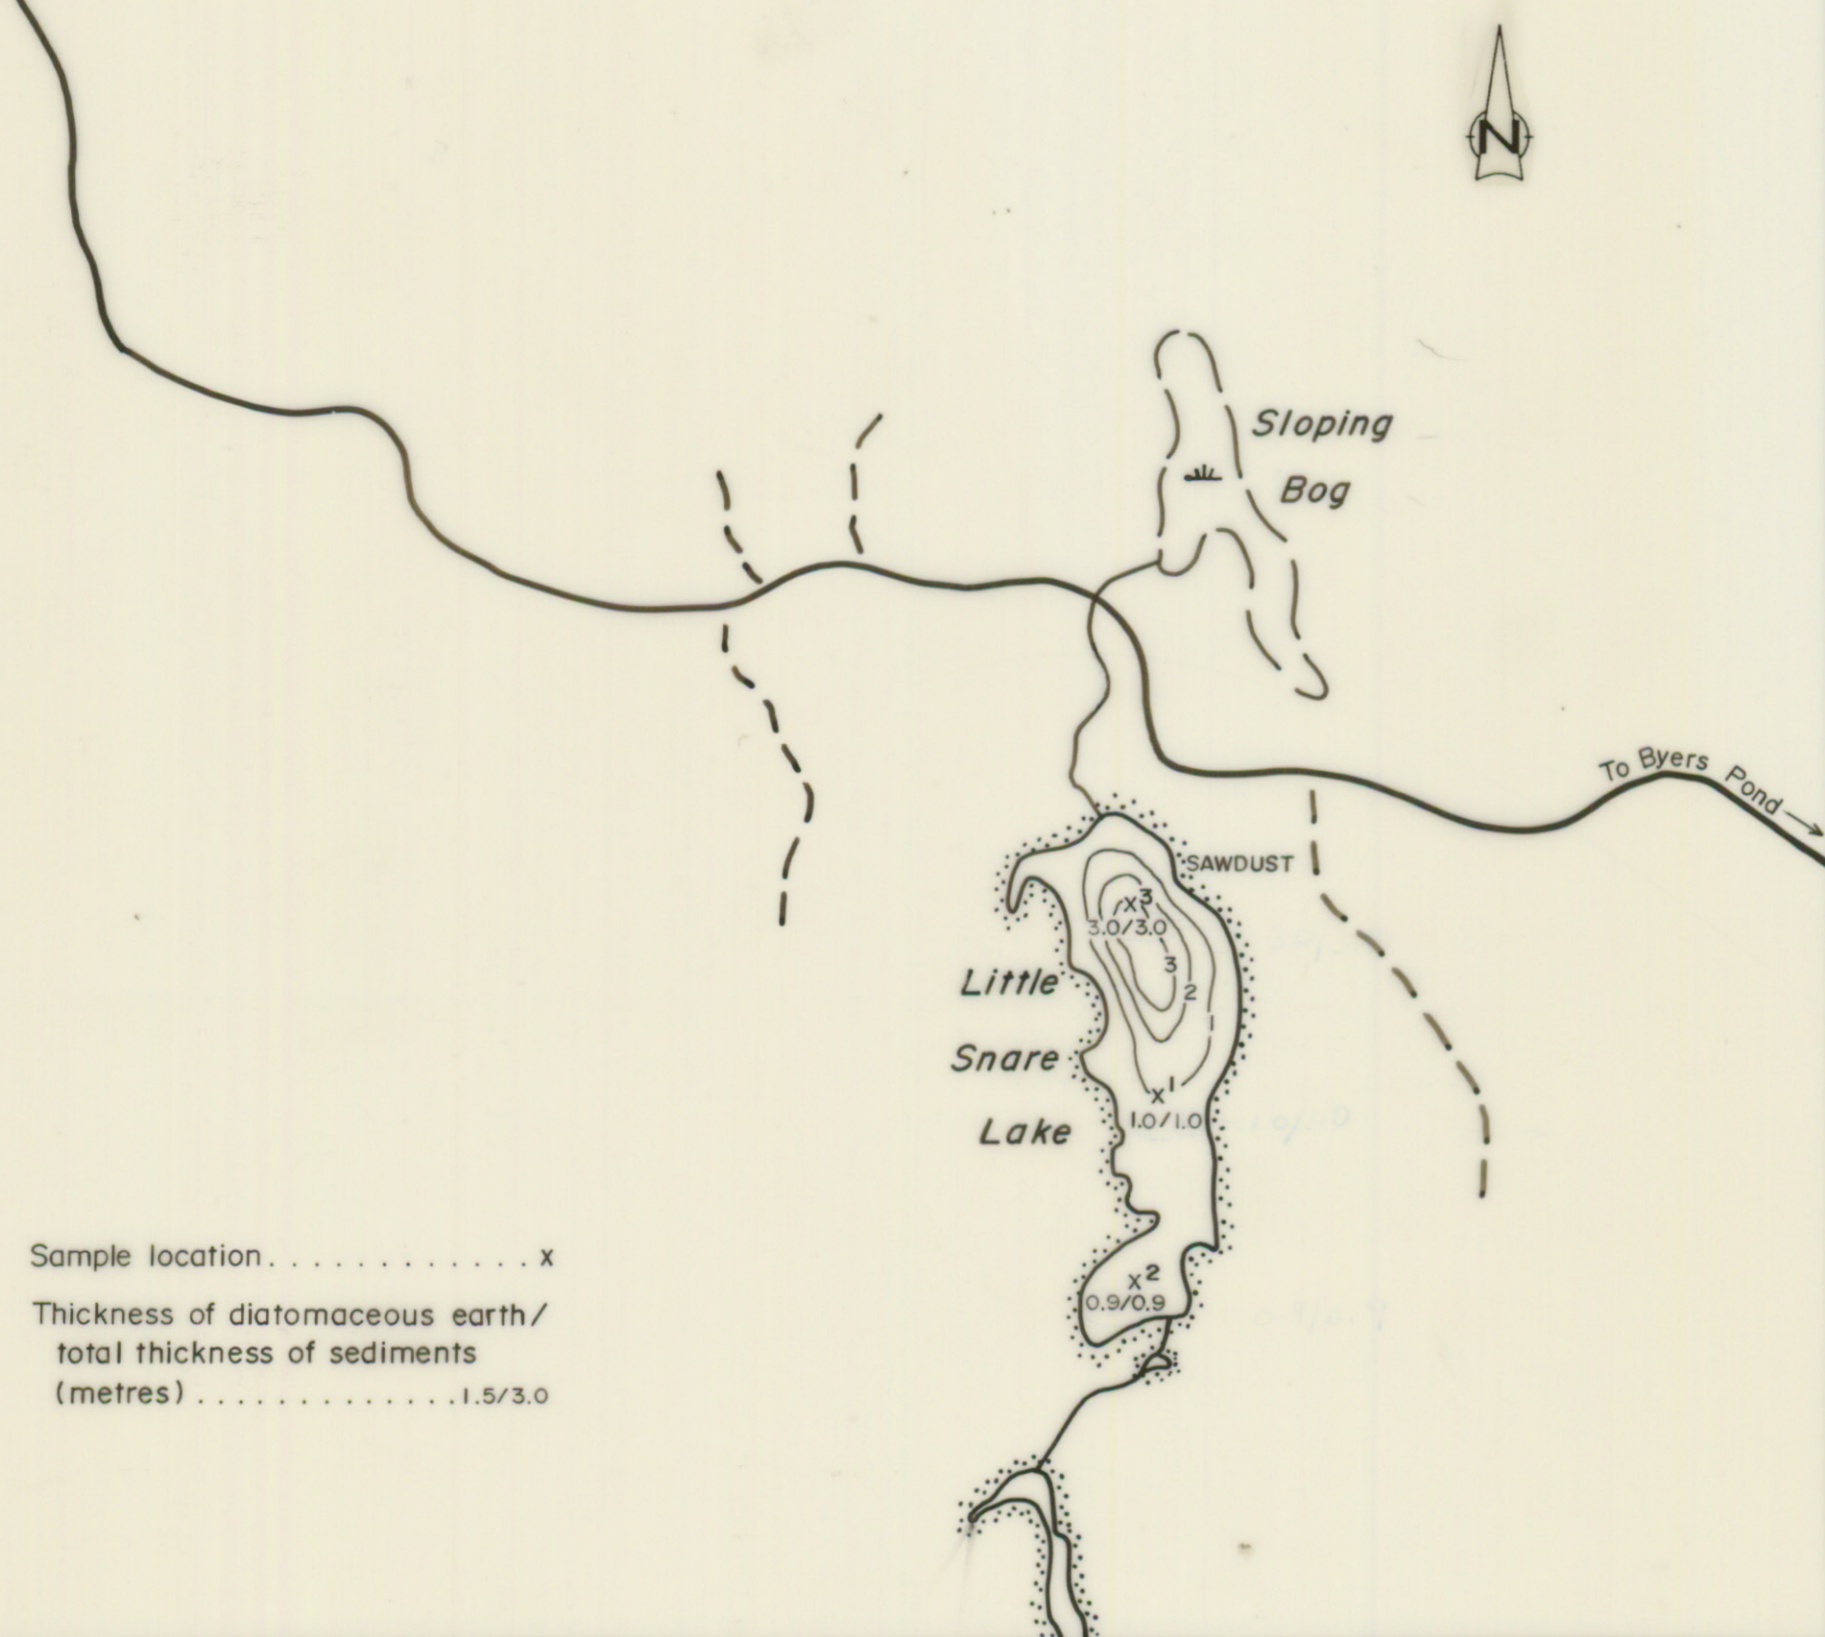 N
Sloping
Bog
To Byers Pond →
SAWDUST
x3
3.0/3.0
3
2
1
Little
Snare
Lake
x1
1.0/1.0
x2
0.9/0.9
Sample location. . . . . . . . . . . . . x
Thickness of diatomaceous earth/
total thickness of sediments
(metres) . . . . . . . . . . . . . 1.5/3.0